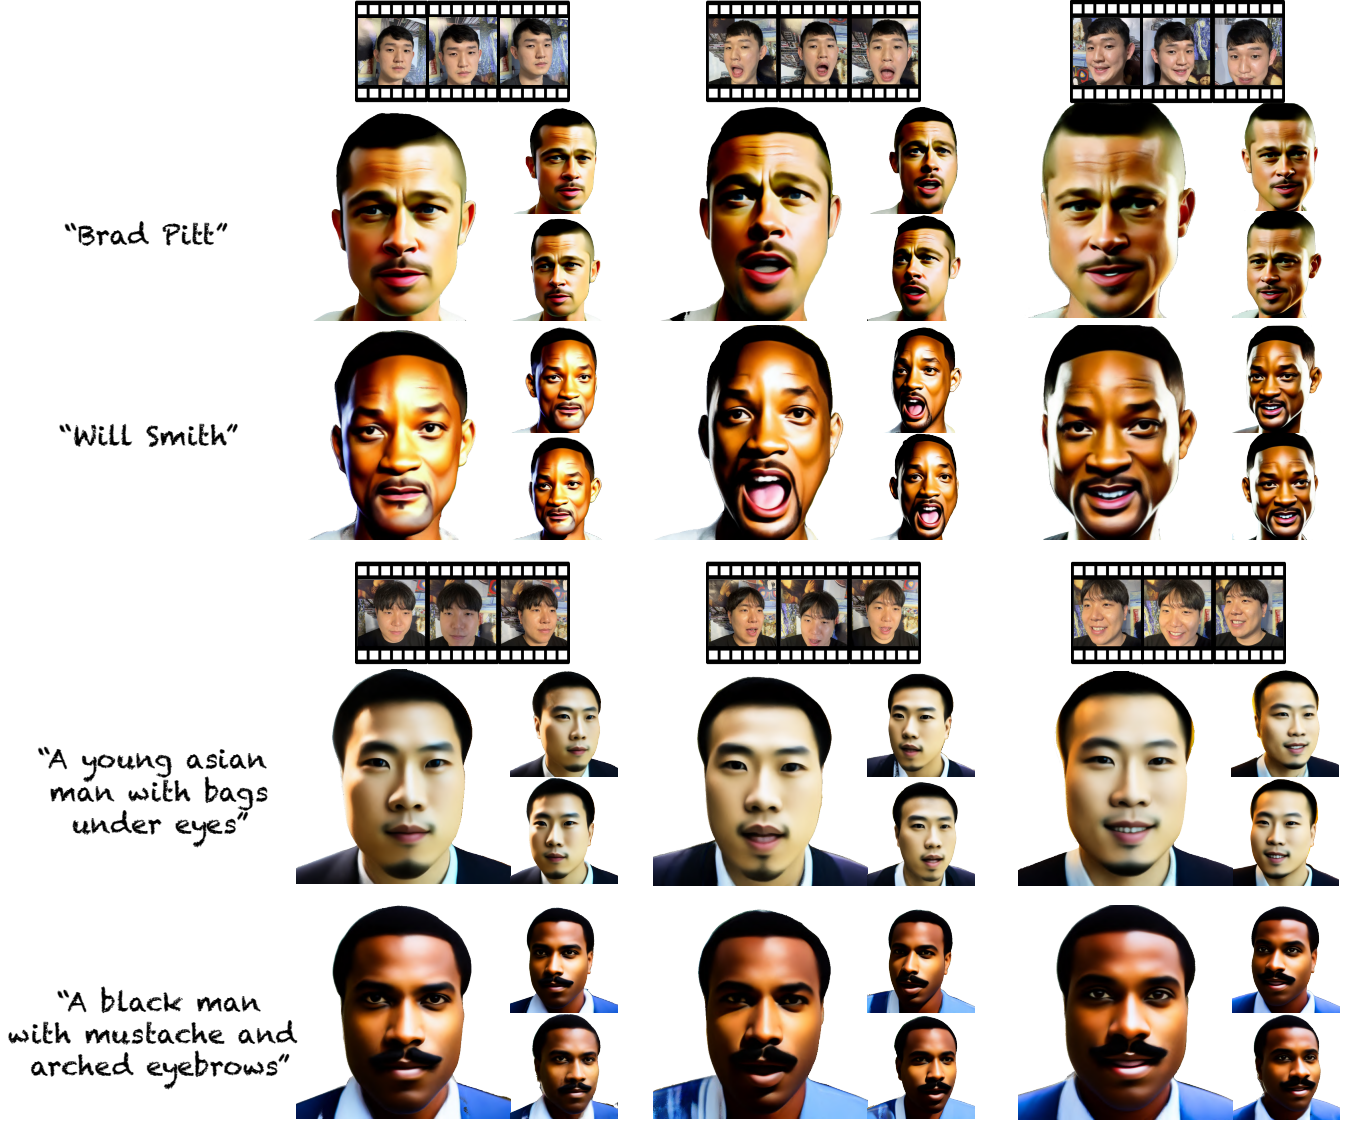 “Brad Pitt”
“Will Smith”
“A young asian
man with bags
under eyes”
“A black man
with mustache and
arched eyebrows”